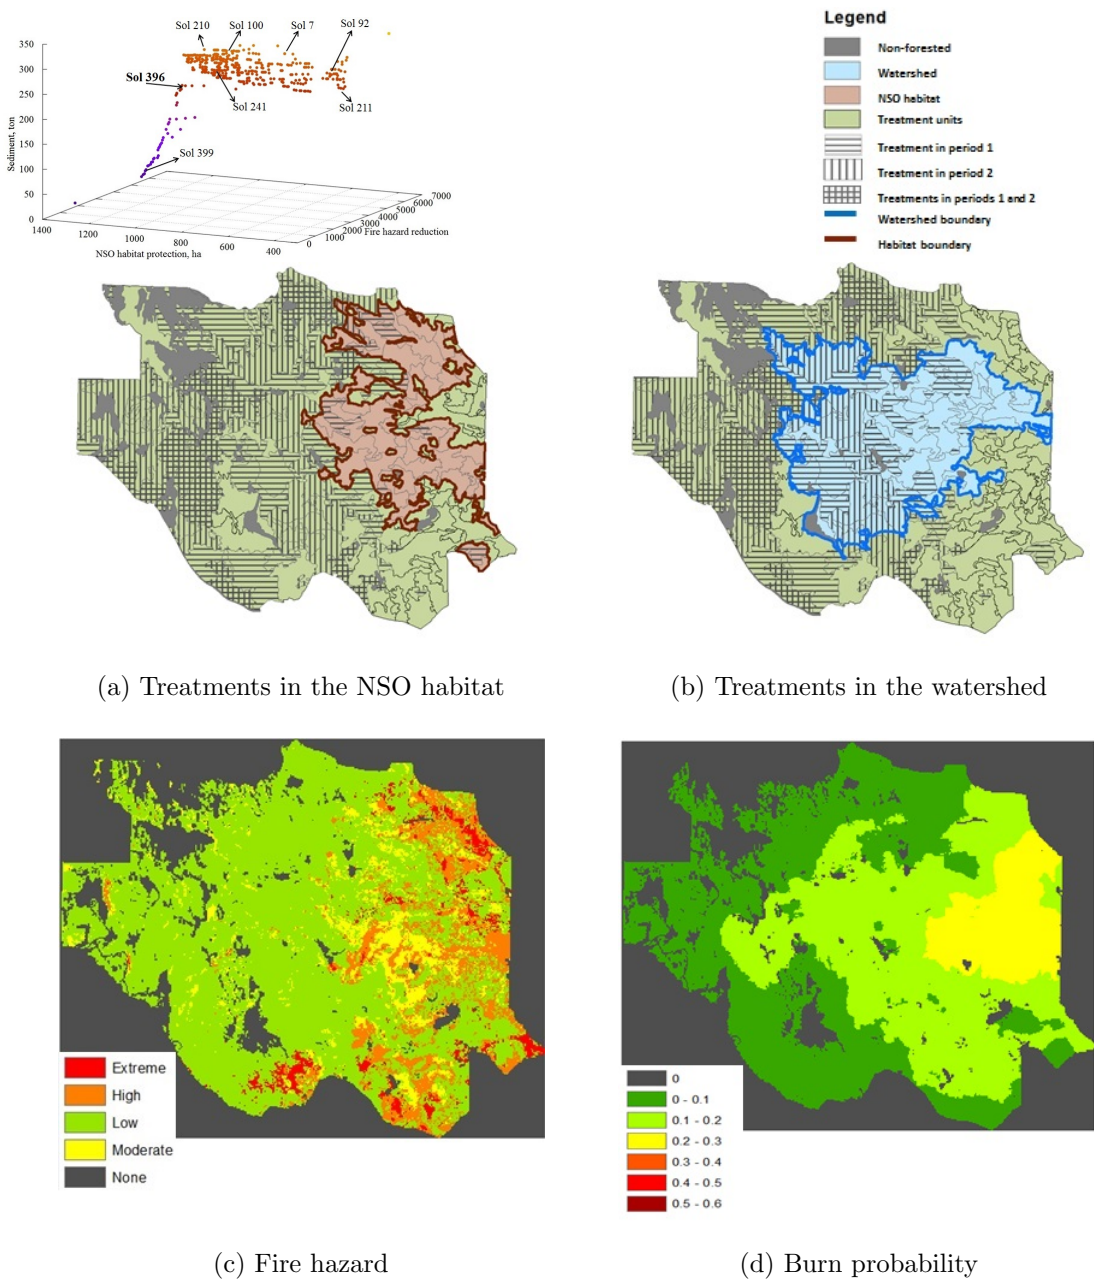 Sol 210
Sol 100
Sol 7
Sol 92
350
300
250
200
150
100
50
0
Sediment, ton
Sol 396
Sol 241
Sol 211
Sol 399
1400
1200
1000
800
600
400
NSO habitat protection, ha
0
1000
2000
3000
4000
5000
6000
7000
Fire hazard reduction
Legend
Non-forested
Watershed
NSO habitat
Treatment units
Treatment in period 1
Treatment in period 2
Treatments in periods 1 and 2
Watershed boundary
Habitat boundary
(a) Treatments in the NSO habitat
(b) Treatments in the watershed
Extreme
High
Low
Moderate
None
0
0 - 0.1
0.1 - 0.2
0.2 - 0.3
0.3 - 0.4
0.4 - 0.5
0.5 - 0.6
(c) Fire hazard
(d) Burn probability